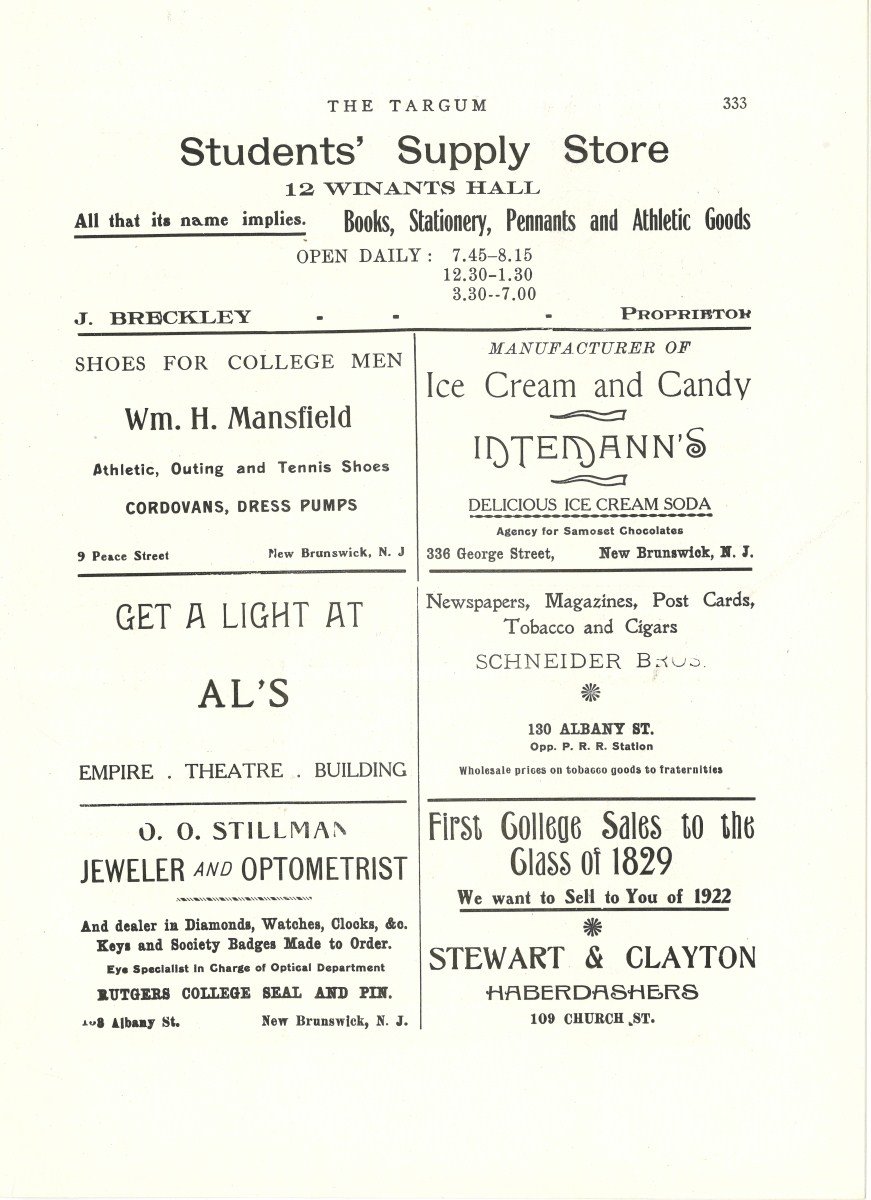 THE TARGUM 333
Students' Supply Store
12 WINANTS HALL
All that its name implies. Books, Stationery, Pennants and Athletic Goods
OPEN DAILY : 7.45–8.15
12.30–1.30
3.30--7.00
J. BRECKLEY - - - PROPRIETOR
SHOES FOR COLLEGE MEN
Wm. H. Mansfield
Athletic, Outing and Tennis Shoes
CORDOVANS, DRESS PUMPS
9 Peace Street New Brunswick, N. J
MANUFACTURER OF
Ice Cream and Candy
INTEMANN'S
DELICIOUS ICE CREAM SODA
Agency for Samoset Chocolates
336 George Street, New Brunswick, N. J.
GET A LIGHT AT
AL'S
EMPIRE . THEATRE . BUILDING
Newspapers, Magazines, Post Cards,
Tobacco and Cigars
SCHNEIDER BROS.
130 ALBANY ST.
Opp. P. R. R. Station
Wholesale prices on tobacco goods to fraternities
O. O. STILLMAN
JEWELER AND OPTOMETRIST
And dealer in Diamonds, Watches, Clocks, &c.
Keys and Society Badges Made to Order.
Eye Specialist in Charge of Optical Department
RUTGERS COLLEGE SEAL AND PIN.
Albany St. New Brunswick, N. J.
First College Sales to the
Class of 1829
We want to Sell to You of 1922
STEWART & CLAYTON
HABERDASHERS
109 CHURCH ST.